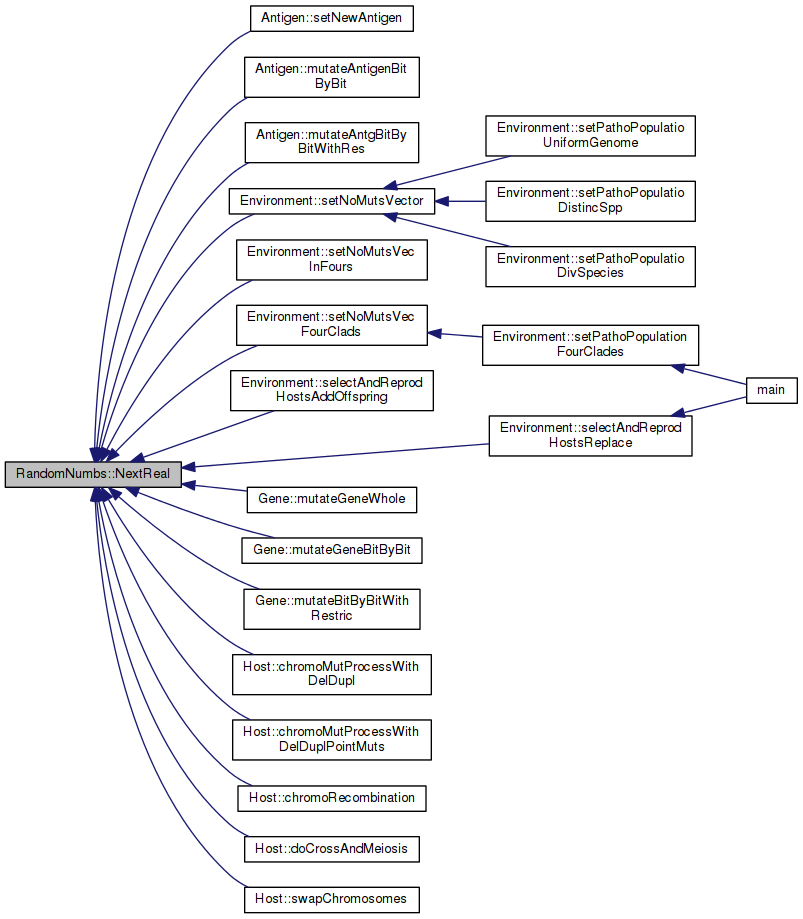 Antigen::setNewAntigen
Antigen::mutateAntigenBit
ByBit
Antigen::mutateAntgBitBy
BitWithRes
Environment::setPathoPopulatio
UniformGenome
Environment::setNoMutsVector
Environment::setPathoPopulatio
DistincSpp
Environment::setNoMutsVec
InFours
Environment::setPathoPopulatio
DivSpecies
Environment::setNoMutsVec
FourClads
Environment::setPathoPopulation
FourClades
Environment::selectAndReprod
HostsAddOffspring
main
Environment::selectAndReprod
HostsReplace
RandomNumbs::NextReal
Gene::mutateGeneWhole
Gene::mutateGeneBitByBit
Gene::mutateBitByBitWith
Restric
Host::chromoMutProcessWith
DelDupl
Host::chromoMutProcessWith
DelDuplPointMuts
Host::chromoRecombination
Host::doCrossAndMeiosis
Host::swapChromosomes